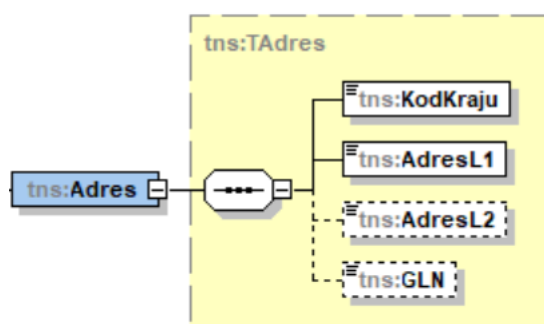 tns:TAdres
tns:KodKraju
tns:AdresL1
tns:Adres
tns:AdresL2
tns:GLN